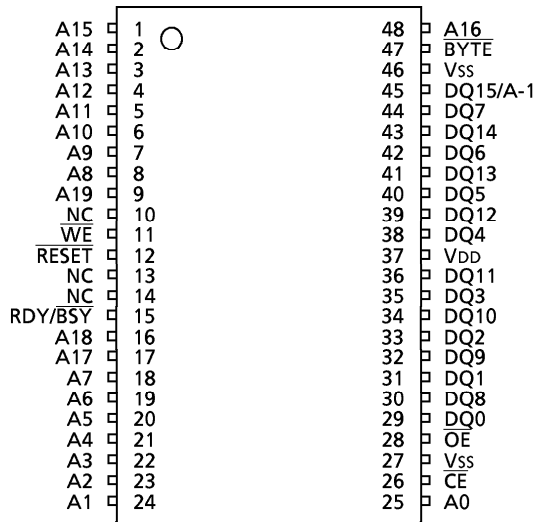 A15 1 48 A16
A14 2 47 BYTE
A13 3 46 VSS
A12 4 45 DQ15/A-1
A11 5 44 DQ7
A10 6 43 DQ14
A9 7 42 DQ6
A8 8 41 DQ13
A19 9 40 DQ5
NC 10 39 DQ12
WE 11 38 DQ4
RESET 12 37 VDD
NC 13 36 DQ11
NC 14 35 DQ3
RDY/BSY 15 34 DQ10
A18 16 33 DQ2
A17 17 32 DQ9
A7 18 31 DQ1
A6 19 30 DQ8
A5 20 29 DQ0
A4 21 28 OE
A3 22 27 VSS
A2 23 26 CE
A1 24 25 A0